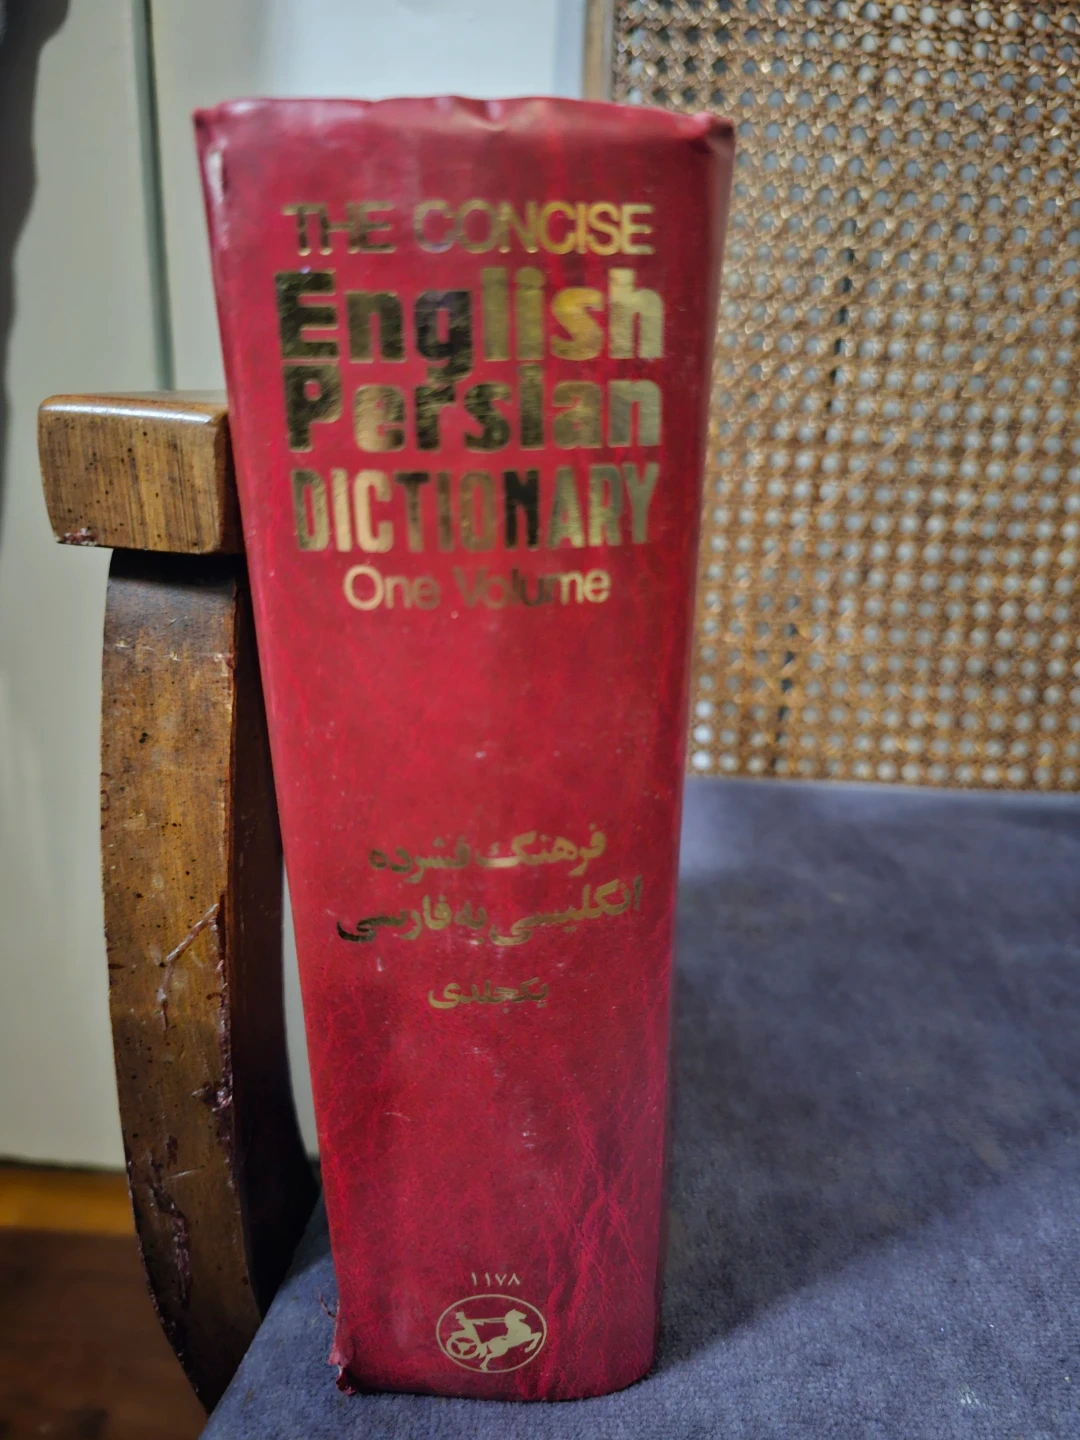 THE CONCISE
English
Persian
DICTIONARY
One Volume
فرهنگ فشرده
انگلیسی به فارسی
یکجلدی
۱۱۷۸